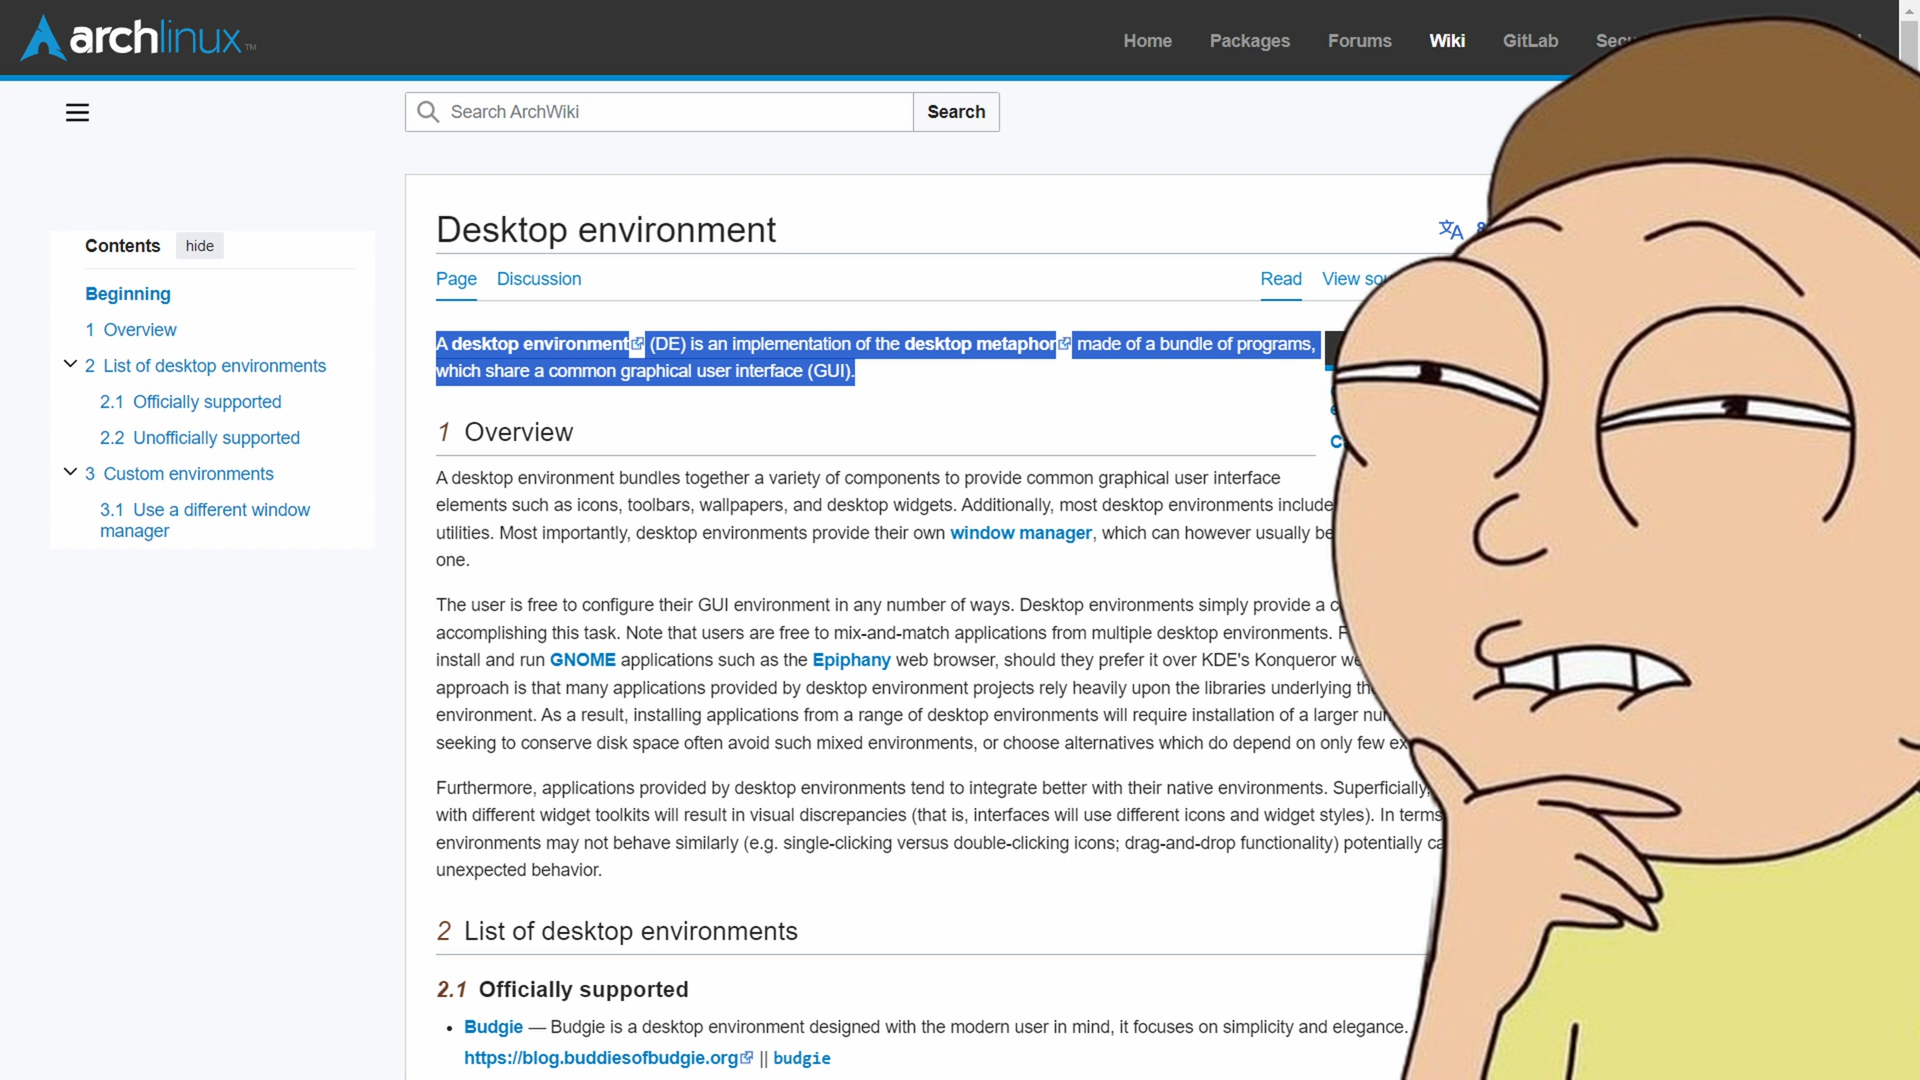 archlinux™
Home Packages Forums Wiki GitLab
Search ArchWiki Search
Contents hide
Beginning
1 Overview
2 List of desktop environments
2.1 Officially supported
2.2 Unofficially supported
3 Custom environments
3.1 Use a different window
manager
Desktop environment
Page Discussion Read View
A desktop environment (DE) is an implementation of the desktop metaphor made of a bundle of programs,
which share a common graphical user interface (GUI).
1 Overview
A desktop environment bundles together a variety of components to provide common graphical user interface
elements such as icons, toolbars, wallpapers, and desktop widgets. Additionally, most desktop environments include
utilities. Most importantly, desktop environments provide their own window manager, which can however usually be
one.
The user is free to configure their GUI environment in any number of ways. Desktop environments simply provide a
accomplishing this task. Note that users are free to mix-and-match applications from multiple desktop environments.
install and run GNOME applications such as the Epiphany web browser, should they prefer it over KDE's Konqueror
approach is that many applications provided by desktop environment projects rely heavily upon the libraries underlying
environment. As a result, installing applications from a range of desktop environments will require installation of a larger
seeking to conserve disk space often avoid such mixed environments, or choose alternatives which do depend on only few
Furthermore, applications provided by desktop environments tend to integrate better with their native environments. Superficially,
with different widget toolkits will result in visual discrepancies (that is, interfaces will use different icons and widget styles). In terms
environments may not behave similarly (e.g. single-clicking versus double-clicking icons; drag-and-drop functionality) potentially
unexpected behavior.
2 List of desktop environments
2.1 Officially supported
• Budgie — Budgie is a desktop environment designed with the modern user in mind, it focuses on simplicity and elegance.
https://blog.buddiesofbudgie.org || budgie